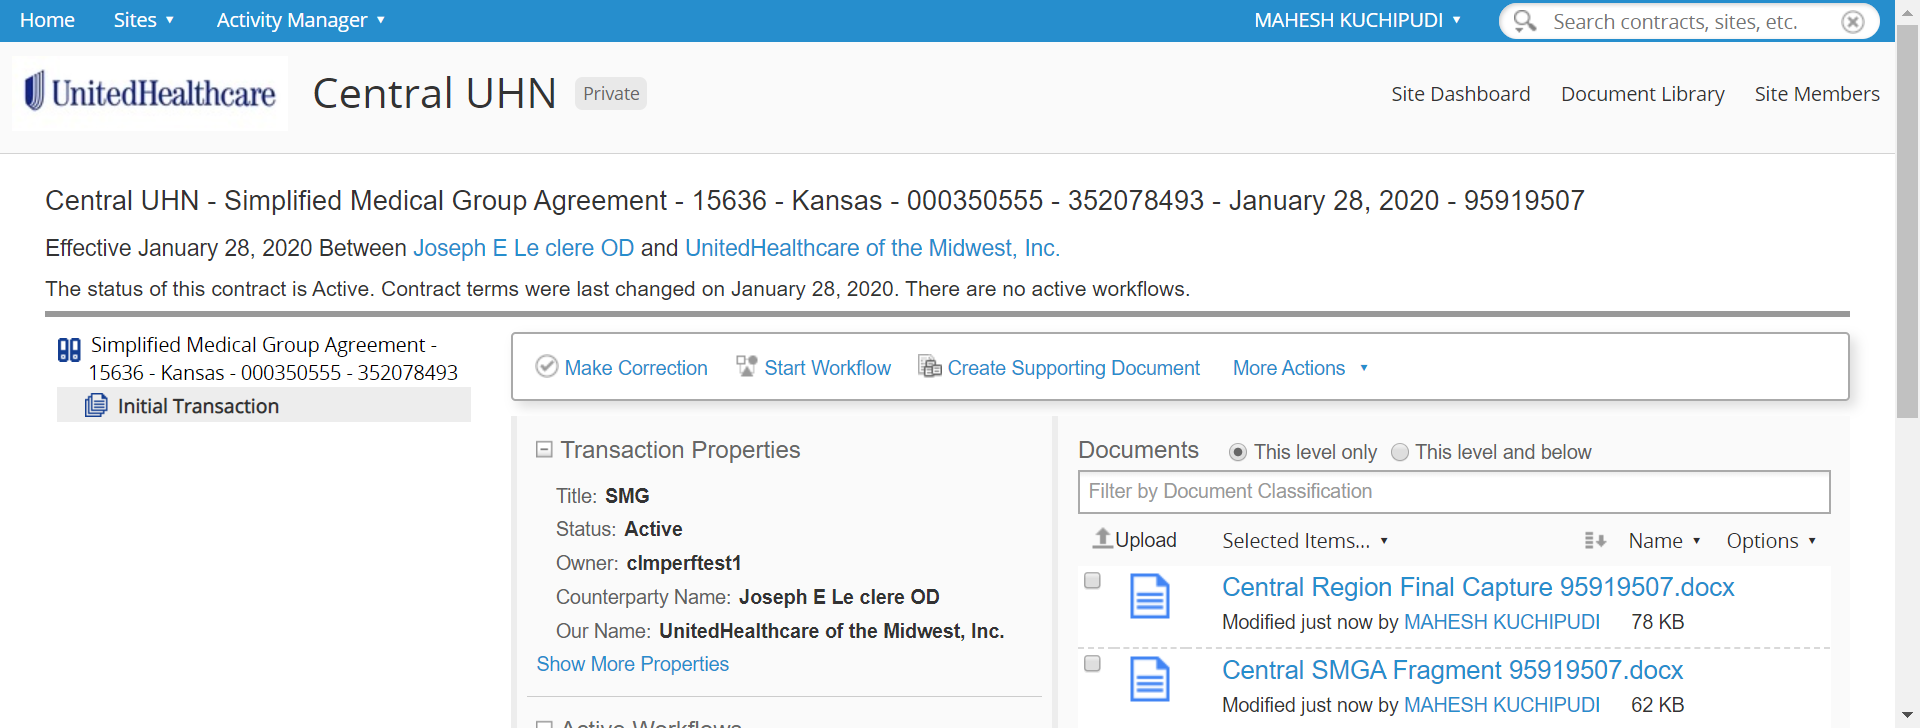 Home Sites Activity Manager MAHESH KUCHIPUDI Search contracts, sites, etc.
UnitedHealthcare Central UHN Private Site Dashboard Document Library Site Members
Central UHN - Simplified Medical Group Agreement - 15636 - Kansas - 000350555 - 352078493 - January 28, 2020 - 95919507
Effective January 28, 2020 Between Joseph E Le clere OD and UnitedHealthcare of the Midwest, Inc.
The status of this contract is Active. Contract terms were last changed on January 28, 2020. There are no active workflows.
Simplified Medical Group Agreement -
15636 - Kansas - 000350555 - 352078493
Initial Transaction
Make Correction Start Workflow Create Supporting Document More Actions
Transaction Properties
Title: SMG
Status: Active
Owner: clmperftest1
Counterparty Name: Joseph E Le clere OD
Our Name: UnitedHealthcare of the Midwest, Inc.
Show More Properties
Active Workflows
Documents This level only This level and below
Filter by Document Classification
Upload Selected Items... Name Options
Central Region Final Capture 95919507.docx
Modified just now by MAHESH KUCHIPUDI 78 KB
Central SMGA Fragment 95919507.docx
Modified just now by MAHESH KUCHIPUDI 62 KB